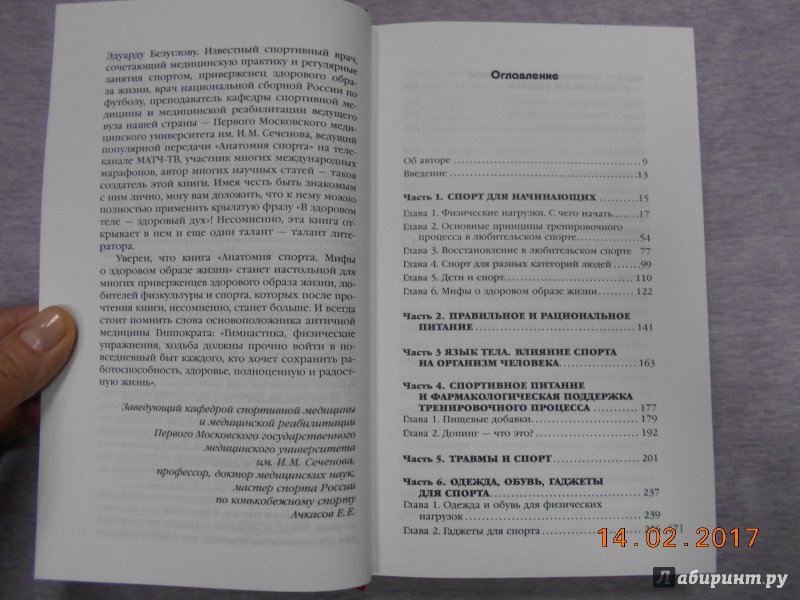 Эдуарду Безуглову. Известный спортивный врач,
сочетающий медицинскую практику и регулярные
занятия спортом, приверженец здорового обра-
за жизни, врач национальной сборной России по
футболу, преподаватель кафедры спортивной ме-
дицины и медицинской реабилитации ведущего
вуза нашей страны — Первого Московского меди-
цинского университета им. И.М. Сеченова, ведущий
популярной передачи «Анатомия спорта» на теле-
канале МАТЧ-ТВ, участник многих международных
марафонов, автор многих научных статей — таков
создатель этой книги. Имея честь быть знакомым
с ним лично, могу вам доложить, что к нему можно
полностью применить крылатую фразу «В здоровом
теле — здоровый дух»! Несомненно, эта книга от-
крывает в нем и еще один талант — талант лите-
ратора.
Уверен, что книга «Анатомия спорта. Мифы
о здоровом образе жизни» станет настольной для
многих приверженцев здорового образа жизни, лю-
бителей физкультуры и спорта, которых после про-
чтения книги, несомненно, станет больше. И всегда
стоит помнить слова основоположника античной
медицины Гиппократа: «Гимнастика, физические
упражнения, ходьба должны прочно войти в по-
вседневный быт каждого, кто хочет сохранить ра-
ботоспособность, здоровье, полноценную и радост-
ную жизнь».
Заведующий кафедрой спортивной медицины
и медицинской реабилитации
Первого Московского государственного
медицинского университета
им. И.М. Сеченова,
профессор, доктор медицинских наук,
мастер спорта России
по конькобежному спорту
Ачкасов Е.Е.
Оглавление
Об авторе 9
Введение 13
Часть 1. СПОРТ ДЛЯ НАЧИНАЮЩИХ 15
Глава 1. Физические нагрузки. С чего начать 17
Глава 2. Основные принципы тренировочного
процесса в любительском спорте 54
Глава 3. Восстановление в любительском спорте 77
Глава 4. Спорт для разных категорий людей 99
Глава 5. Дети и спорт 110
Глава 6. Мифы о здоровом образе жизни 122
Часть 2. ПРАВИЛЬНОЕ И РАЦИОНАЛЬНОЕ
ПИТАНИЕ 141
Часть 3 ЯЗЫК ТЕЛА. ВЛИЯНИЕ СПОРТА
НА ОРГАНИЗМ ЧЕЛОВЕКА 163
Часть 4. СПОРТИВНОЕ ПИТАНИЕ
И ФАРМАКОЛОГИЧЕСКАЯ ПОДДЕРЖКА
ТРЕНИРОВОЧНОГО ПРОЦЕССА 177
Глава 1. Пищевые добавки 179
Глава 2. Допинг — что это? 192
Часть 5. ТРАВМЫ И СПОРТ 201
Часть 6. ОДЕЖДА, ОБУВЬ, ГАДЖЕТЫ
ДЛЯ СПОРТА 237
Глава 1. Одежда и обувь для физических
нагрузок 239
Глава 2. Гаджеты для спорта
14.02.2017
Лабиринт.ру